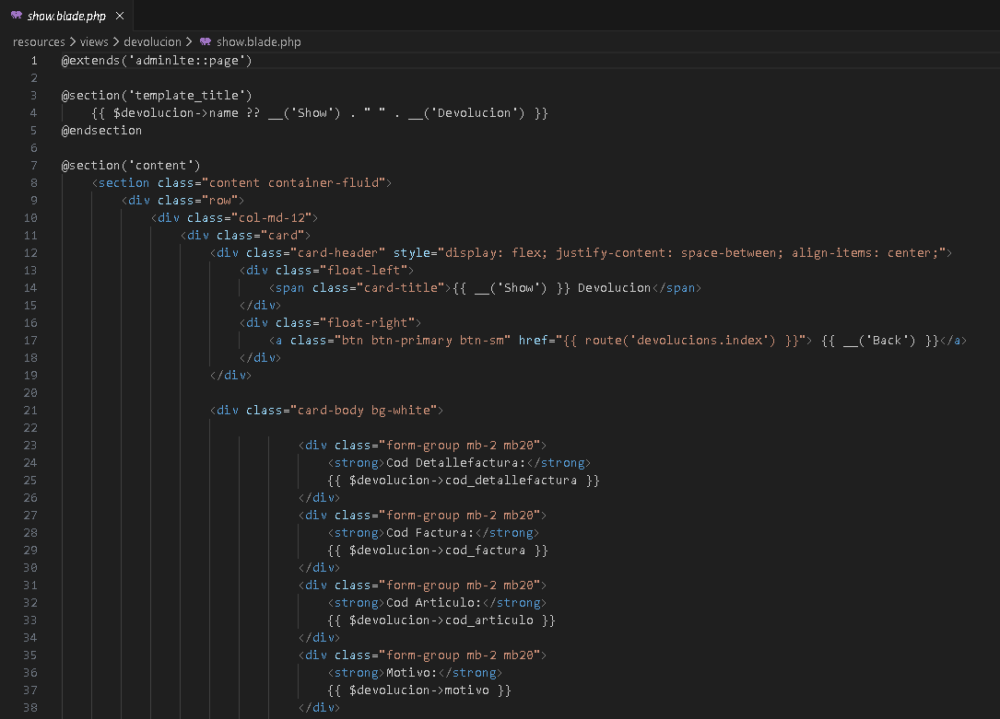 show.blade.php ×
resources > views > devolucion > show.blade.php
1 @extends('adminlte::page')
2
3 @section('template_title')
4 {{ $devolucion->name ?? __('Show') . " " . __('Devolucion') }}
5 @endsection
6
7 @section('content')
8 <section class="content container-fluid">
9 <div class="row">
10 <div class="col-md-12">
11 <div class="card">
12 <div class="card-header" style="display: flex; justify-content: space-between; align-items: center;">
13 <div class="float-left">
14 <span class="card-title">{{ __('Show') }} Devolucion</span>
15 </div>
16 <div class="float-right">
17 <a class="btn btn-primary btn-sm" href="{{ route('devolucions.index') }}"> {{ __('Back') }}</a>
18 </div>
19 </div>
20
21 <div class="card-body bg-white">
22
23 <div class="form-group mb-2 mb20">
24 <strong>Cod Detallefactura:</strong>
25 {{ $devolucion->cod_detallefactura }}
26 </div>
27 <div class="form-group mb-2 mb20">
28 <strong>Cod Factura:</strong>
29 {{ $devolucion->cod_factura }}
30 </div>
31 <div class="form-group mb-2 mb20">
32 <strong>Cod Articulo:</strong>
33 {{ $devolucion->cod_articulo }}
34 </div>
35 <div class="form-group mb-2 mb20">
36 <strong>Motivo:</strong>
37 {{ $devolucion->motivo }}
38 </div>